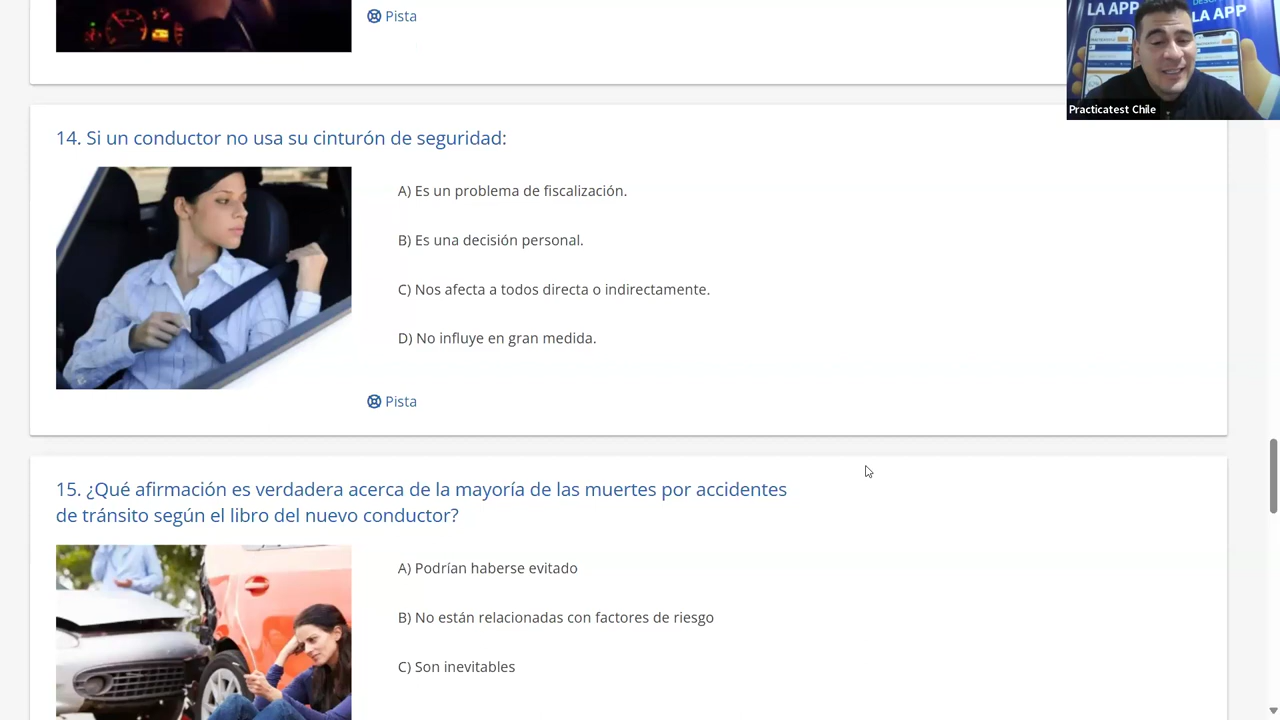 Pista
LA APP
LA APP
Practicatest Chile
14. Si un conductor no usa su cinturón de seguridad:
A) Es un problema de fiscalización.
B) Es una decisión personal.
C) Nos afecta a todos directa o indirectamente.
D) No influye en gran medida.
Pista
15. ¿Qué afirmación es verdadera acerca de la mayoría de las muertes por accidentes
de tránsito según el libro del nuevo conductor?
A) Podrían haberse evitado
B) No están relacionadas con factores de riesgo
C) Son inevitables